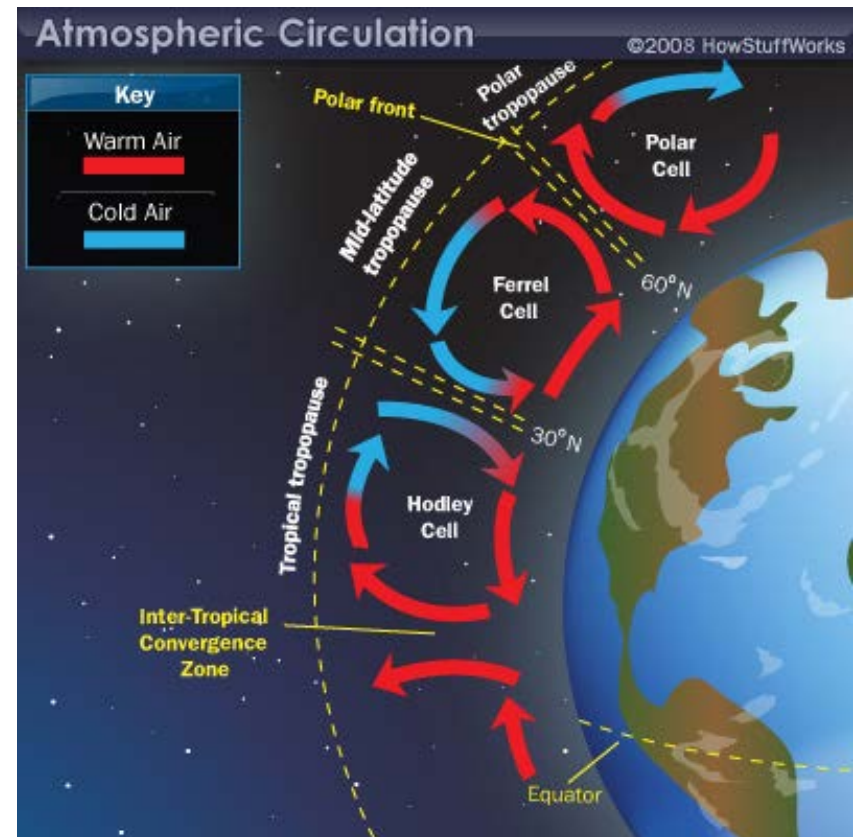 Atmospheric Circulation
©2008 HowStuffWorks
Key
Warm Air
Cold Air
Polar front
Polar
tropopause
Polar
Cell
Mid-latitude
tropopause
Ferrel
Cell
60°N
30°N
Tropical tropopause
Hodley
Cell
Inter-Tropical
Convergence
Zone
Equator